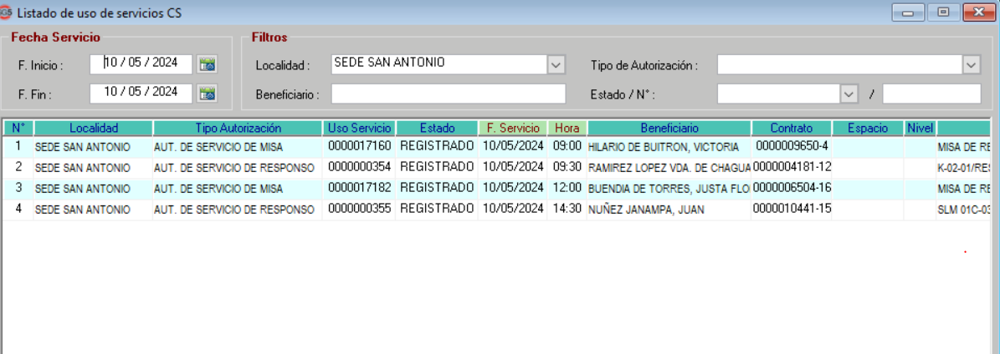 Listado de uso de servicios CS
Fecha Servicio
F. Inicio : 10 / 05 / 2024
F. Fin : 10 / 05 / 2024
Filtros
Localidad : SEDE SAN ANTONIO Tipo de Autorización :
Beneficiario : Estado / N° : /
N° Localidad Tipo Autorización Uso Servicio Estado F. Servicio Hora Beneficiario Contrato Espacio Nivel
1 SEDE SAN ANTONIO AUT. DE SERVICIO DE MISA 0000017160 REGISTRADO 10/05/2024 09:00 HILARIO DE BUITRON, VICTORIA 0000009650-4 MISA DE RE
2 SEDE SAN ANTONIO AUT. DE SERVICIO DE RESPONSO 0000000354 REGISTRADO 10/05/2024 09:30 RAMIREZ LOPEZ VDA. DE CHAGUA 0000004181-12 K-02-01/RES
3 SEDE SAN ANTONIO AUT. DE SERVICIO DE MISA 0000017182 REGISTRADO 10/05/2024 12:00 BUENDIA DE TORRES, JUSTA FLO 0000006504-16 MISA DE RE
4 SEDE SAN ANTONIO AUT. DE SERVICIO DE RESPONSO 0000000355 REGISTRADO 10/05/2024 14:30 NUÑEZ JANAMPA, JUAN 0000010441-15 SLM 01C-03